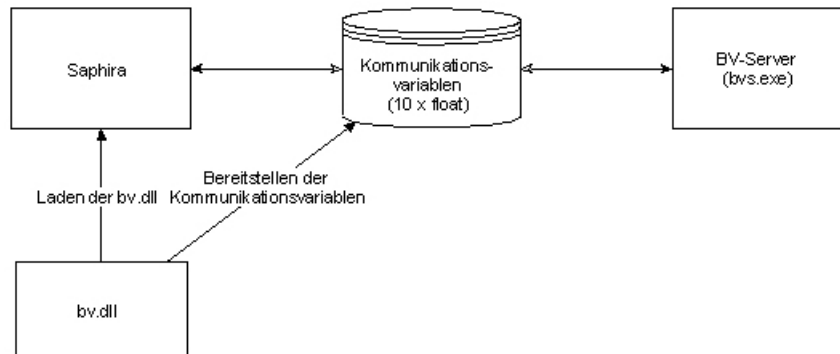 Saphira
Kommunikations-
variablen
(10 x float)
BV-Server
(bvs.exe)
Bereitstellen der
Laden der bv.dll Kommunikationsvariablen
bv.dll